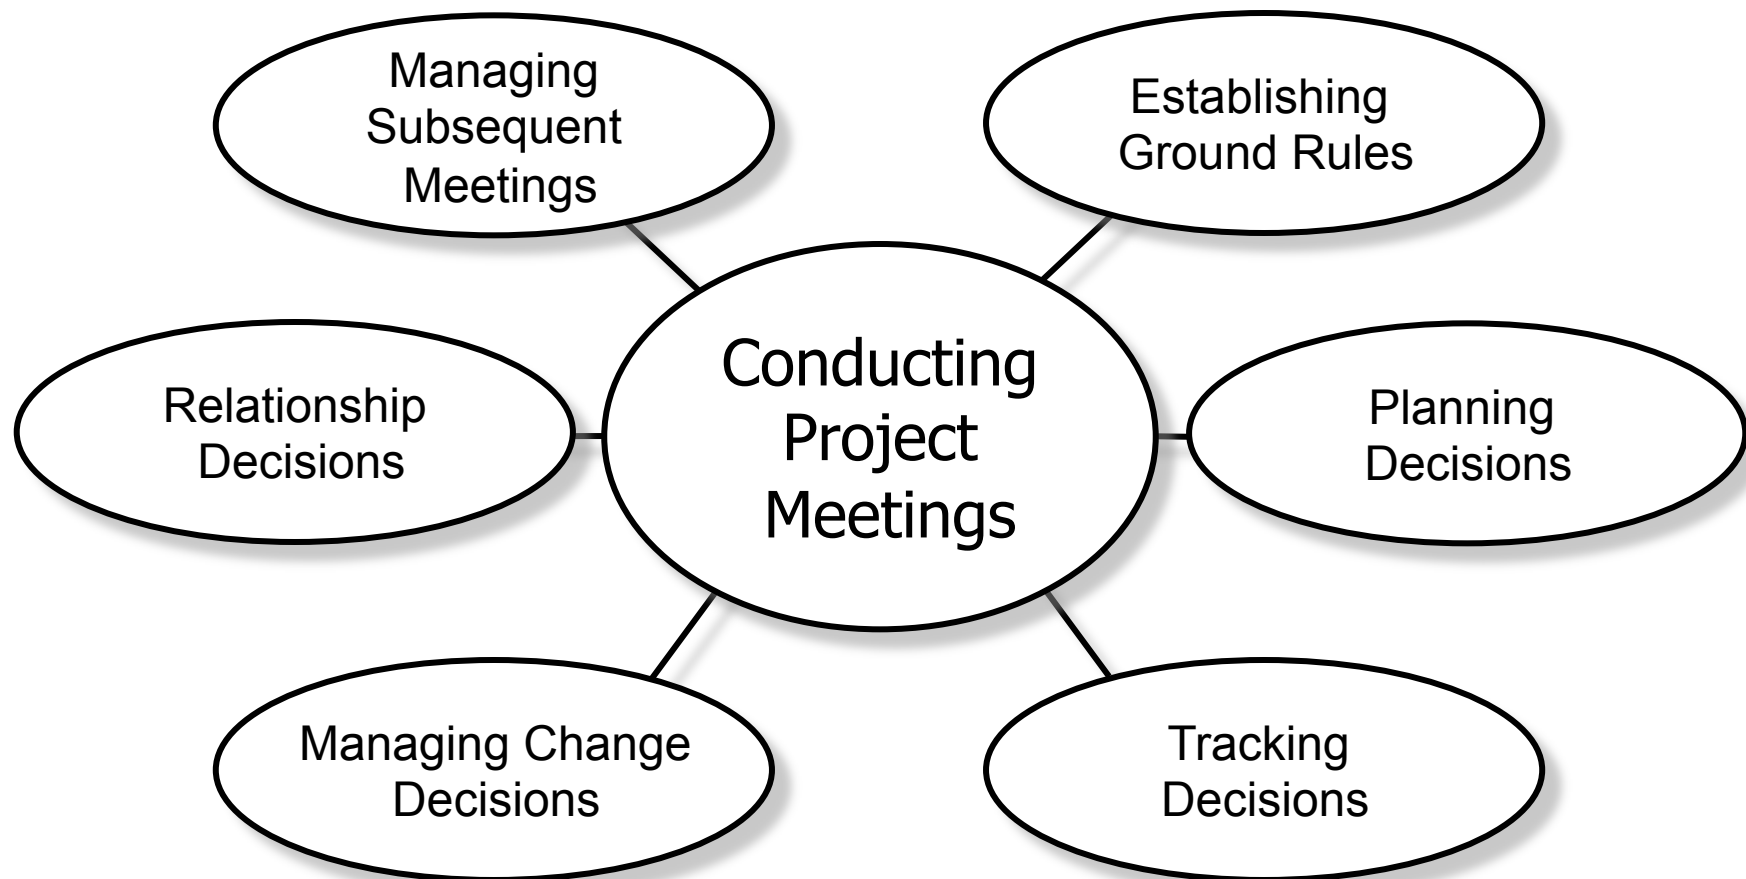 Managing
Subsequent
Meetings
Establishing
Ground Rules
Relationship
Decisions
Conducting
Project
Meetings
Planning
Decisions
Managing Change
Decisions
Tracking
Decisions